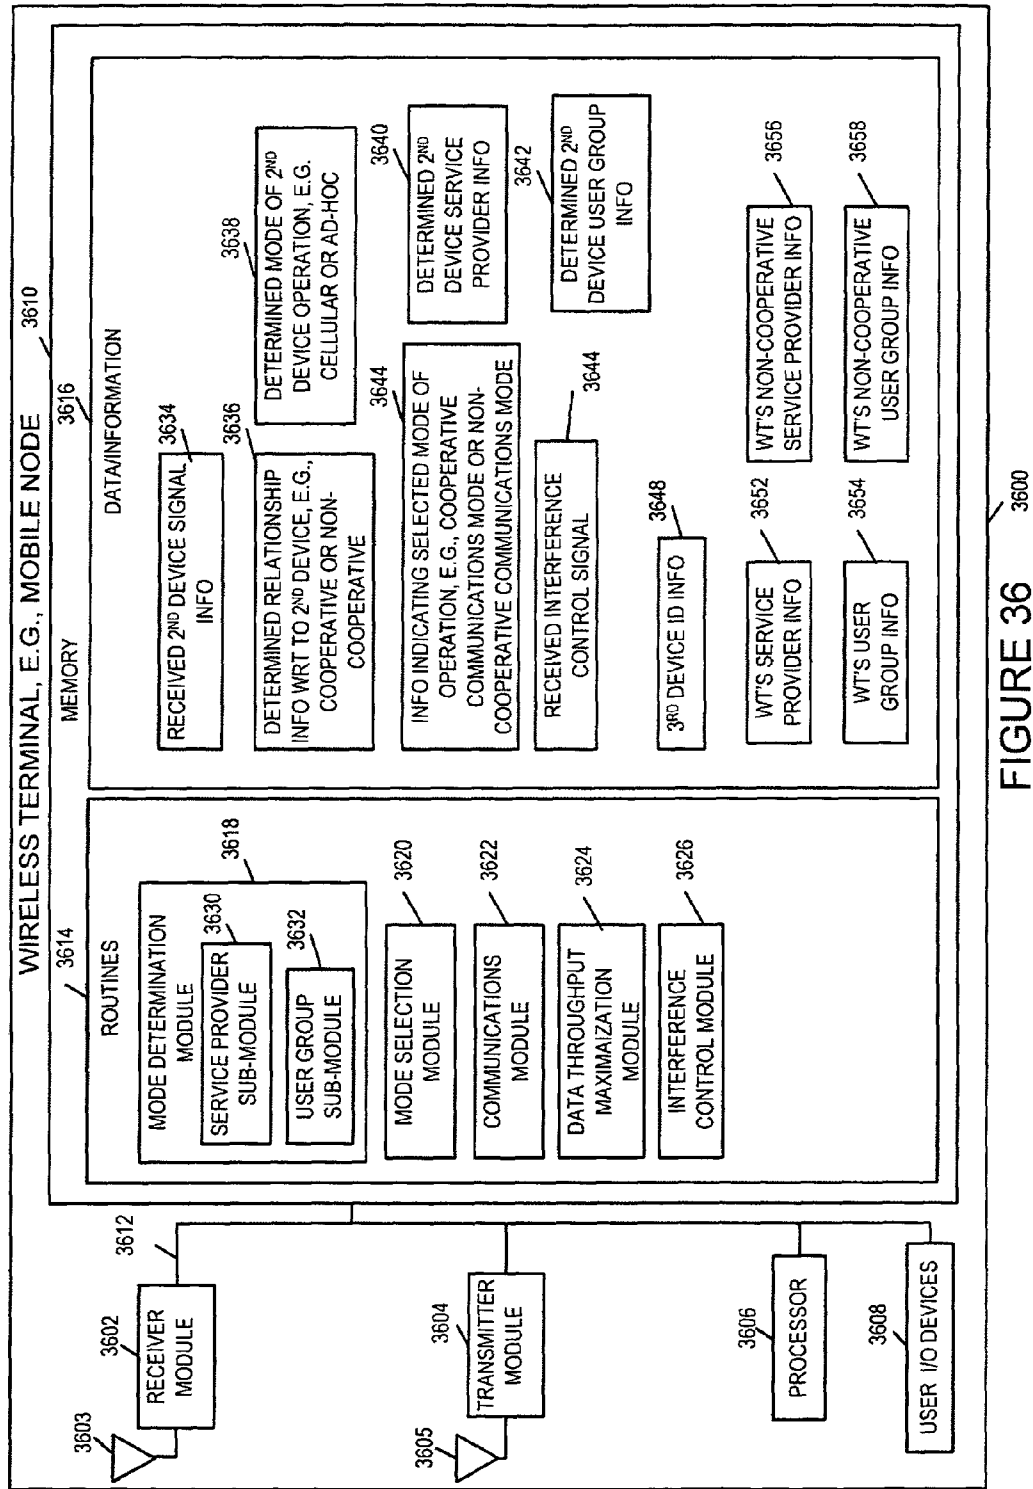 WIRELESS TERMINAL, E.G., MOBILE NODE
3610
MEMORY
3614
ROUTINES
MODE DETERMINATION
MODULE
3618
3630
SERVICE PROVIDER
SUB-MODULE
3632
USER GROUP
SUB-MODULE
3620
MODE SELECTION
MODULE
3622
COMMUNICATIONS
MODULE
3624
DATA THROUGHPUT
MAXIMAIZATION
MODULE
3626
INTERFERENCE
CONTROL MODULE
3616
DATA/INFORMATION
3634
RECEIVED 2ND DEVICE SIGNAL
INFO
3636
DETERMINED RELATIONSHIP
INFO WRT TO 2ND DEVICE, E.G.,
COOPERATIVE OR NON-
COOPERATIVE
3638
DETERMINED MODE OF 2ND
DEVICE OPERATION, E.G.
CELLULAR OR AD-HOC
3644
INFO INDICATING SELECTED MODE OF
OPERATION, E.G., COOPERATIVE
COMMUNICATIONS MODE OR NON-
COOPERATIVE COMMUNICATIONS MODE
3640
DETERMINED 2ND
DEVICE SERVICE
PROVIDER INFO
3644
RECEIVED INTERFERENCE
CONTROL SIGNAL
3642
DETERMINED 2ND
DEVICE USER GROUP
INFO
3648
3RD DEVICE ID INFO
3652
WT'S SERVICE
PROVIDER INFO
3656
WT'S NON-COOPERATIVE
SERVICE PROVIDER INFO
3654
WT'S USER
GROUP INFO
3658
WT'S NON-COOPERATIVE
USER GROUP INFO
3603
3602
RECEIVER
MODULE
3612
3605
3604
TRANSMITTER
MODULE
3606
PROCESSOR
3608
USER I/O DEVICES
3600
FIGURE 36